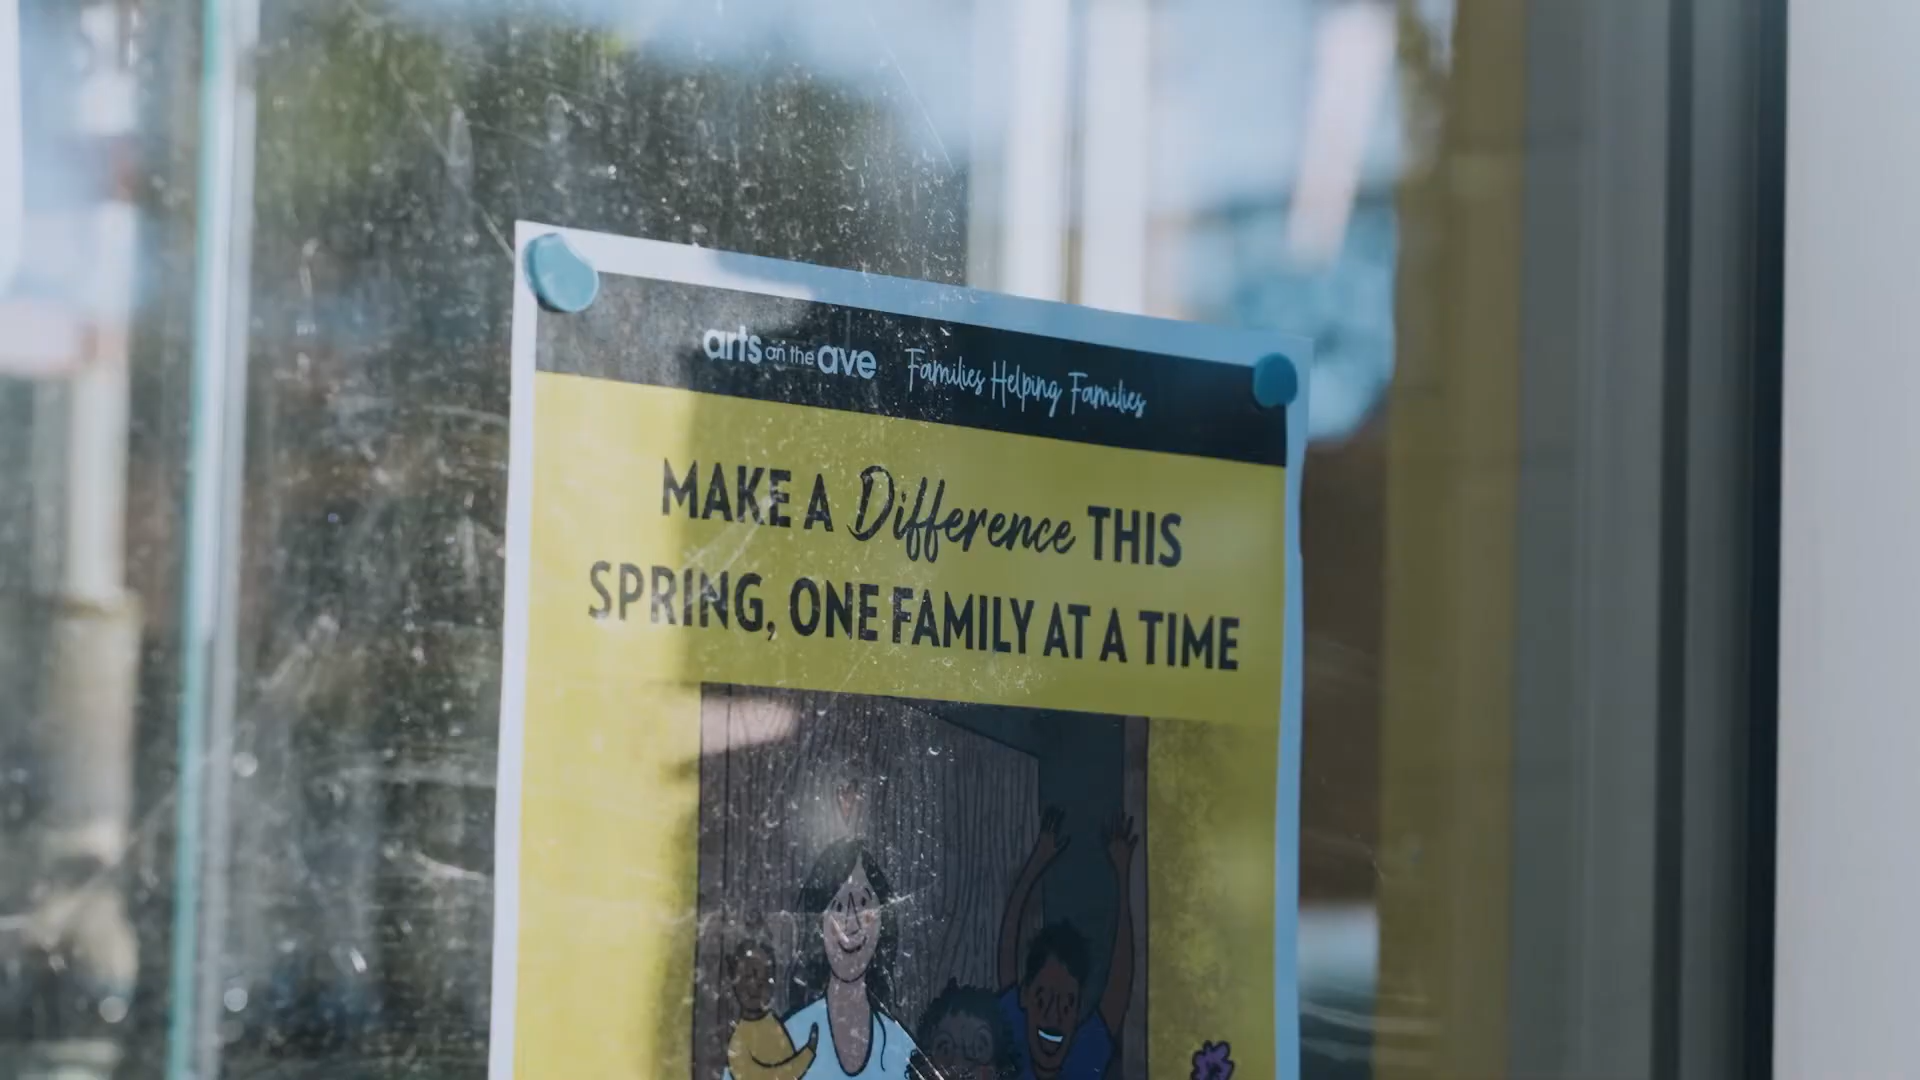 arts on the ave Families Helping Families
MAKE A Difference THIS
SPRING, ONE FAMILY AT A TIME